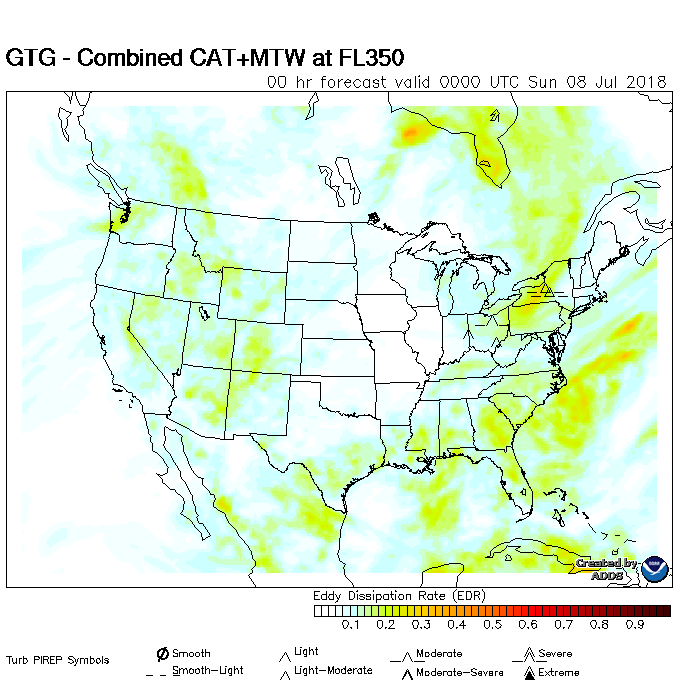 GTG - Combined CAT+MTW at FL350
00 hr forecast valid 0000 UTC Sun 08 Jul 2018
Created by
ADDS
Eddy Dissipation Rate (EDR)
0.1 0.2 0.3 0.4 0.5 0.6 0.7 0.8 0.9
Turb PIREP Symbols
Smooth Light Moderate Severe
Smooth-Light Light-Moderate Moderate-Severe Extreme